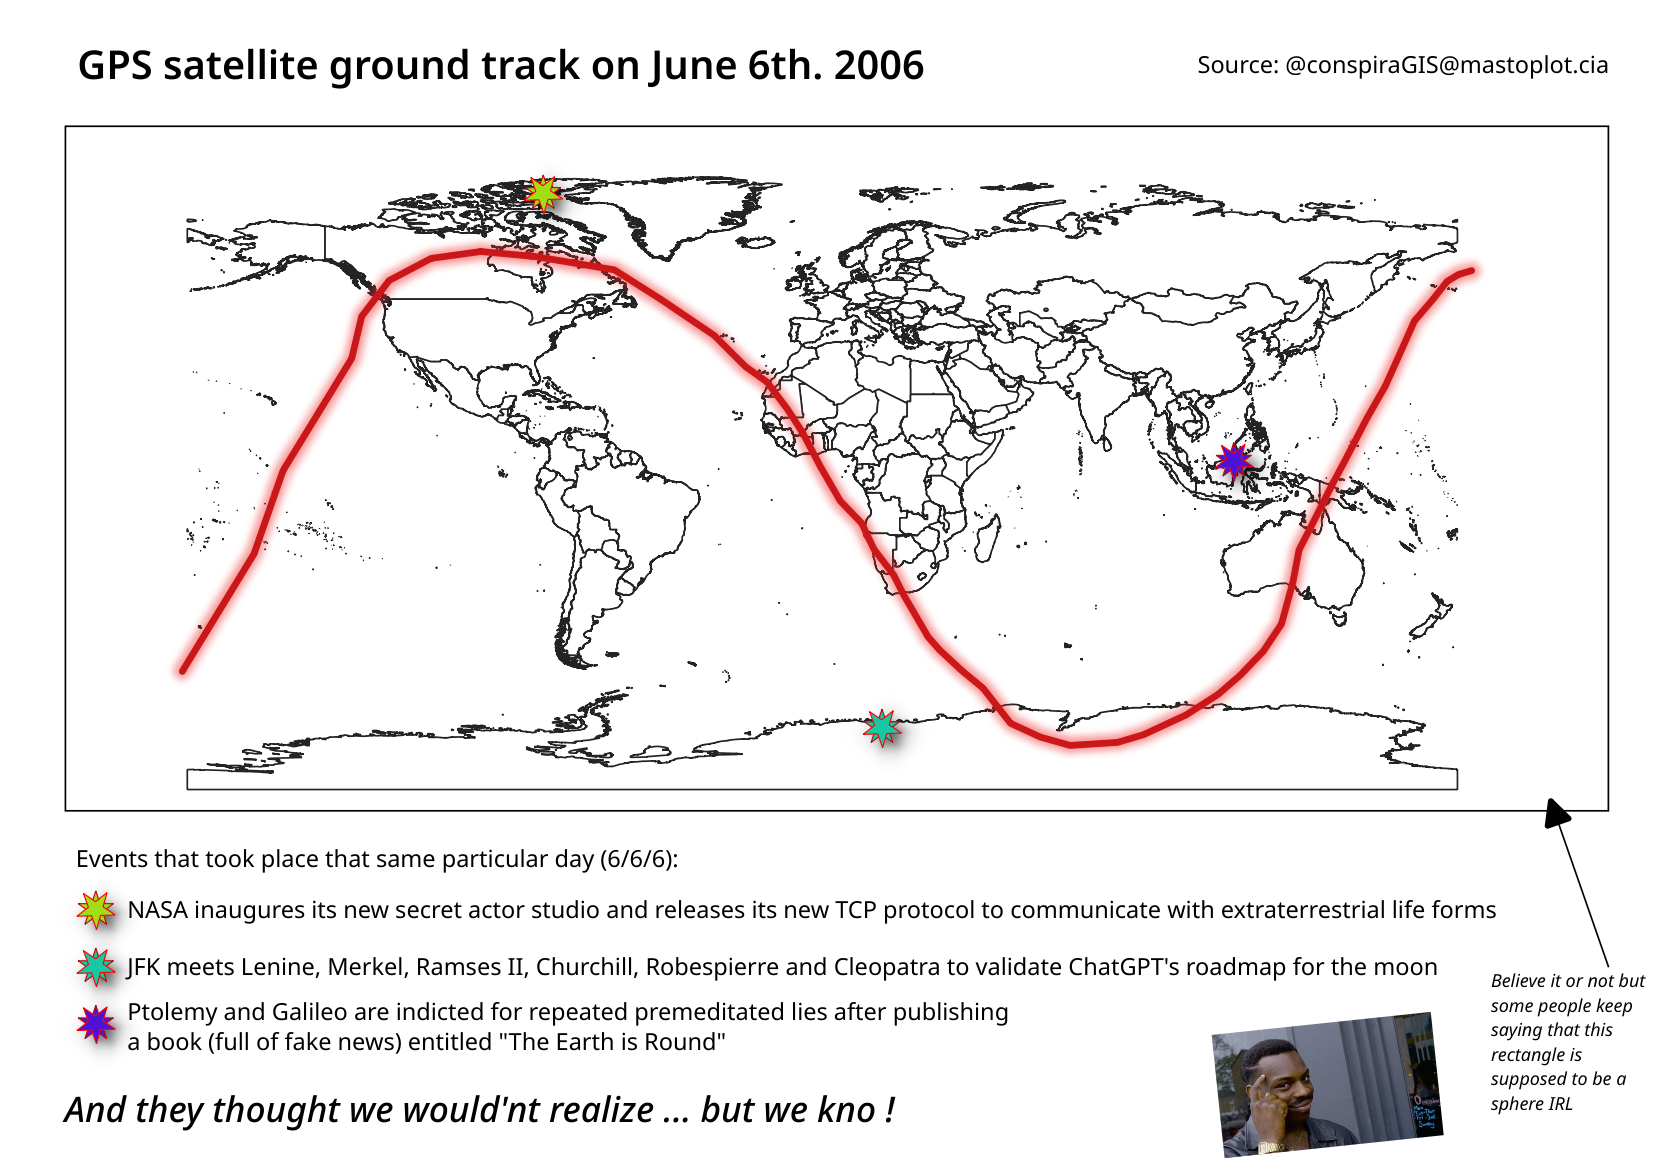 GPS satellite ground track on June 6th. 2006
Source: @conspiraGIS@mastoplot.cia
Events that took place that same particular day (6/6/6):
NASA inaugures its new secret actor studio and releases its new TCP protocol to communicate with extraterrestrial life forms
JFK meets Lenine, Merkel, Ramses II, Churchill, Robespierre and Cleopatra to validate ChatGPT's roadmap for the moon
Ptolemy and Galileo are indicted for repeated premeditated lies after publishing
a book (full of fake news) entitled "The Earth is Round"
And they thought we would'nt realize ... but we kno !
Believe it or not but
some people keep
saying that this
rectangle is
supposed to be a
sphere IRL